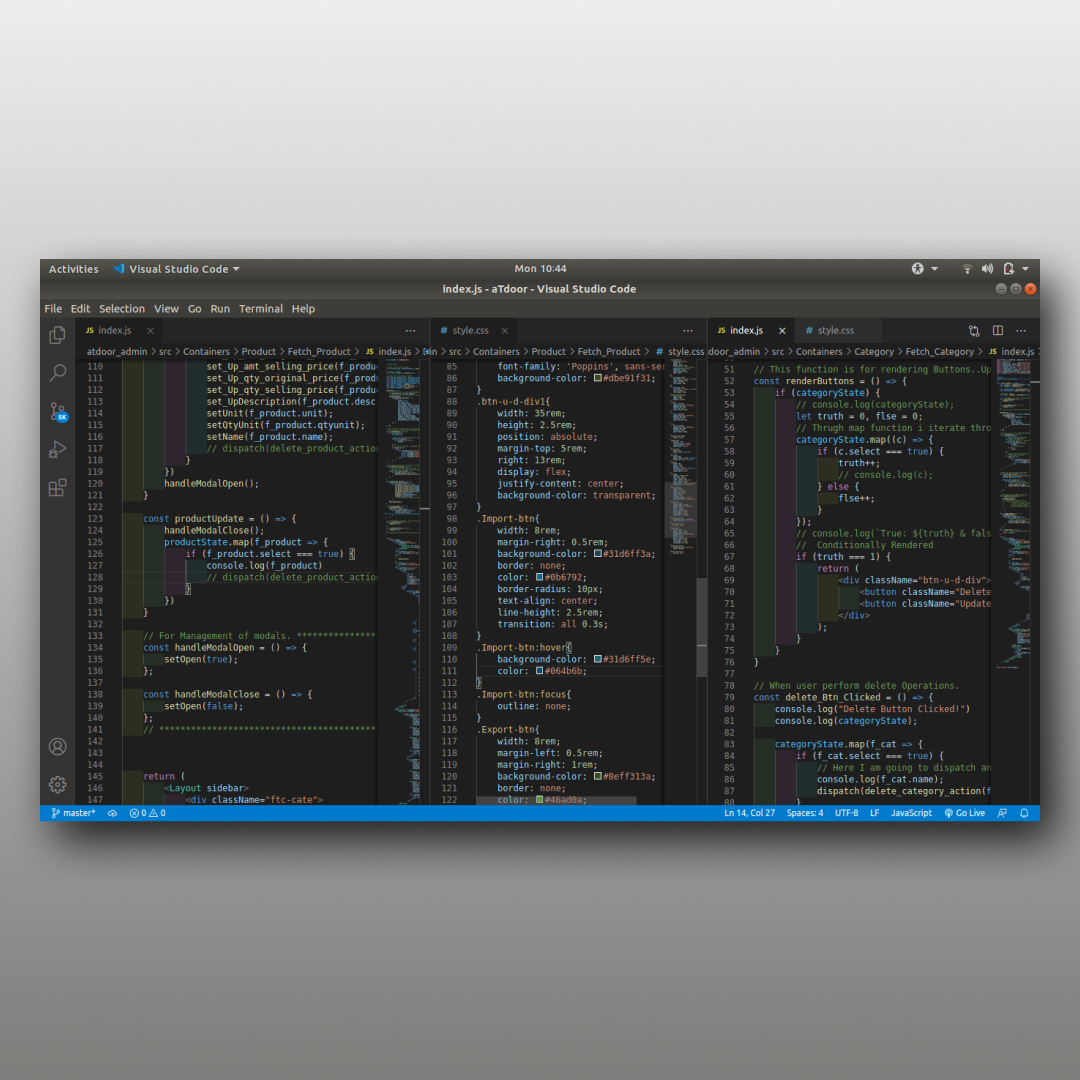 Activities Visual Studio Code Mon 10:44
index.js - aTdoor - Visual Studio Code
File Edit Selection View Go Run Terminal Help
JS index.js × ···
atdoor_admin > src > Containers > Product > Fetch_Product > JS index.js >
110 set_Up_amt_selling_price(f_produ
111 set_Up_qty_original_price(f_prod
112 set_Up_qty_selling_price(f_produ
113 set_UpDescription(f_product.desc
114 setUnit(f_product.unit);
115 setQtyUnit(f_product.qtyunit);
116 setName(f_product.name);
117 // dispatch(delete_product_actio
118 }
119 })
120 handleModalOpen();
121 }
122
123 const productUpdate = () => {
124 handleModalClose();
125 productState.map(f_product => {
126 if (f_product.select === true) {
127 console.log(f_product)
128 // dispatch(delete_product_actio
129 }
130 })
131 }
132
133 // For Management of modals. ***************
134 const handleModalOpen = () => {
135 setOpen(true);
136 };
137
138 const handleModalClose = () => {
139 setOpen(false);
140 };
141 // *****************************************
142
143
144
145 return (
146 <Layout sidebar>
147 <div className="ftc-cate">
# style.css × ···
in > src > Containers > Product > Fetch_Product > # style.css
85 font-family: 'Poppins', sans-ser
86 background-color: #dbe91f31;
87 }
88 .btn-u-d-div1{
89 width: 35rem;
90 height: 2.5rem;
91 position: absolute;
92 margin-top: 5rem;
93 right: 13rem;
94 display: flex;
95 justify-content: center;
96 background-color: transparent;
97 }
98 .Import-btn{
99 width: 8rem;
100 margin-right: 0.5rem;
101 background-color: #31d6ff3a;
102 border: none;
103 color: #0b6792;
104 border-radius: 10px;
105 text-align: center;
106 line-height: 2.5rem;
107 transition: all 0.3s;
108 }
109 .Import-btn:hover{
110 background-color: #31d6ff5e;
111 color: #064b6b;
112 }
113 .Import-btn:focus{
114 outline: none;
115 }
116 .Export-btn{
117 width: 8rem;
118 margin-left: 0.5rem;
119 margin-right: 1rem;
120 background-color: #8eff313a;
121 border: none;
122 color: #46ad0a;
JS index.js × # style.css ···
door_admin > src > Containers > Category > Fetch_Category > JS index.js >
51 // This function is for rendering Buttons..Up
52 const renderButtons = () => {
53 if (categoryState) {
54 // console.log(categoryState);
55 let truth = 0, flse = 0;
56 // Thrugh map function i iterate thro
57 categoryState.map((c) => {
58 if (c.select === true) {
59 truth++;
60 // console.log(c);
61 } else {
62 flse++;
63 }
64 });
65 // console.log(`True: ${truth} & fals
66 // Conditionally Rendered
67 if (truth === 1) {
68 return (
69 <div className="btn-u-d-div">
70 <button className="Delete
71 <button className="Update
72 </div>
73 );
74 }
75 }
76 }
77
78 // When user perform delete Operations.
79 const delete_Btn_Clicked = () => {
80 console.log("Delete Button Clicked!")
81 console.log(categoryState);
82
83 categoryState.map(f_cat => {
84 if (f_cat.select === true) {
85 // Here I am going to dispatch an
86 console.log(f_cat.name);
87 dispatch(delete_category_action(f
88 }
5K
master* 0 0 Ln 14, Col 27 Spaces: 4 UTF-8 LF JavaScript Go Live